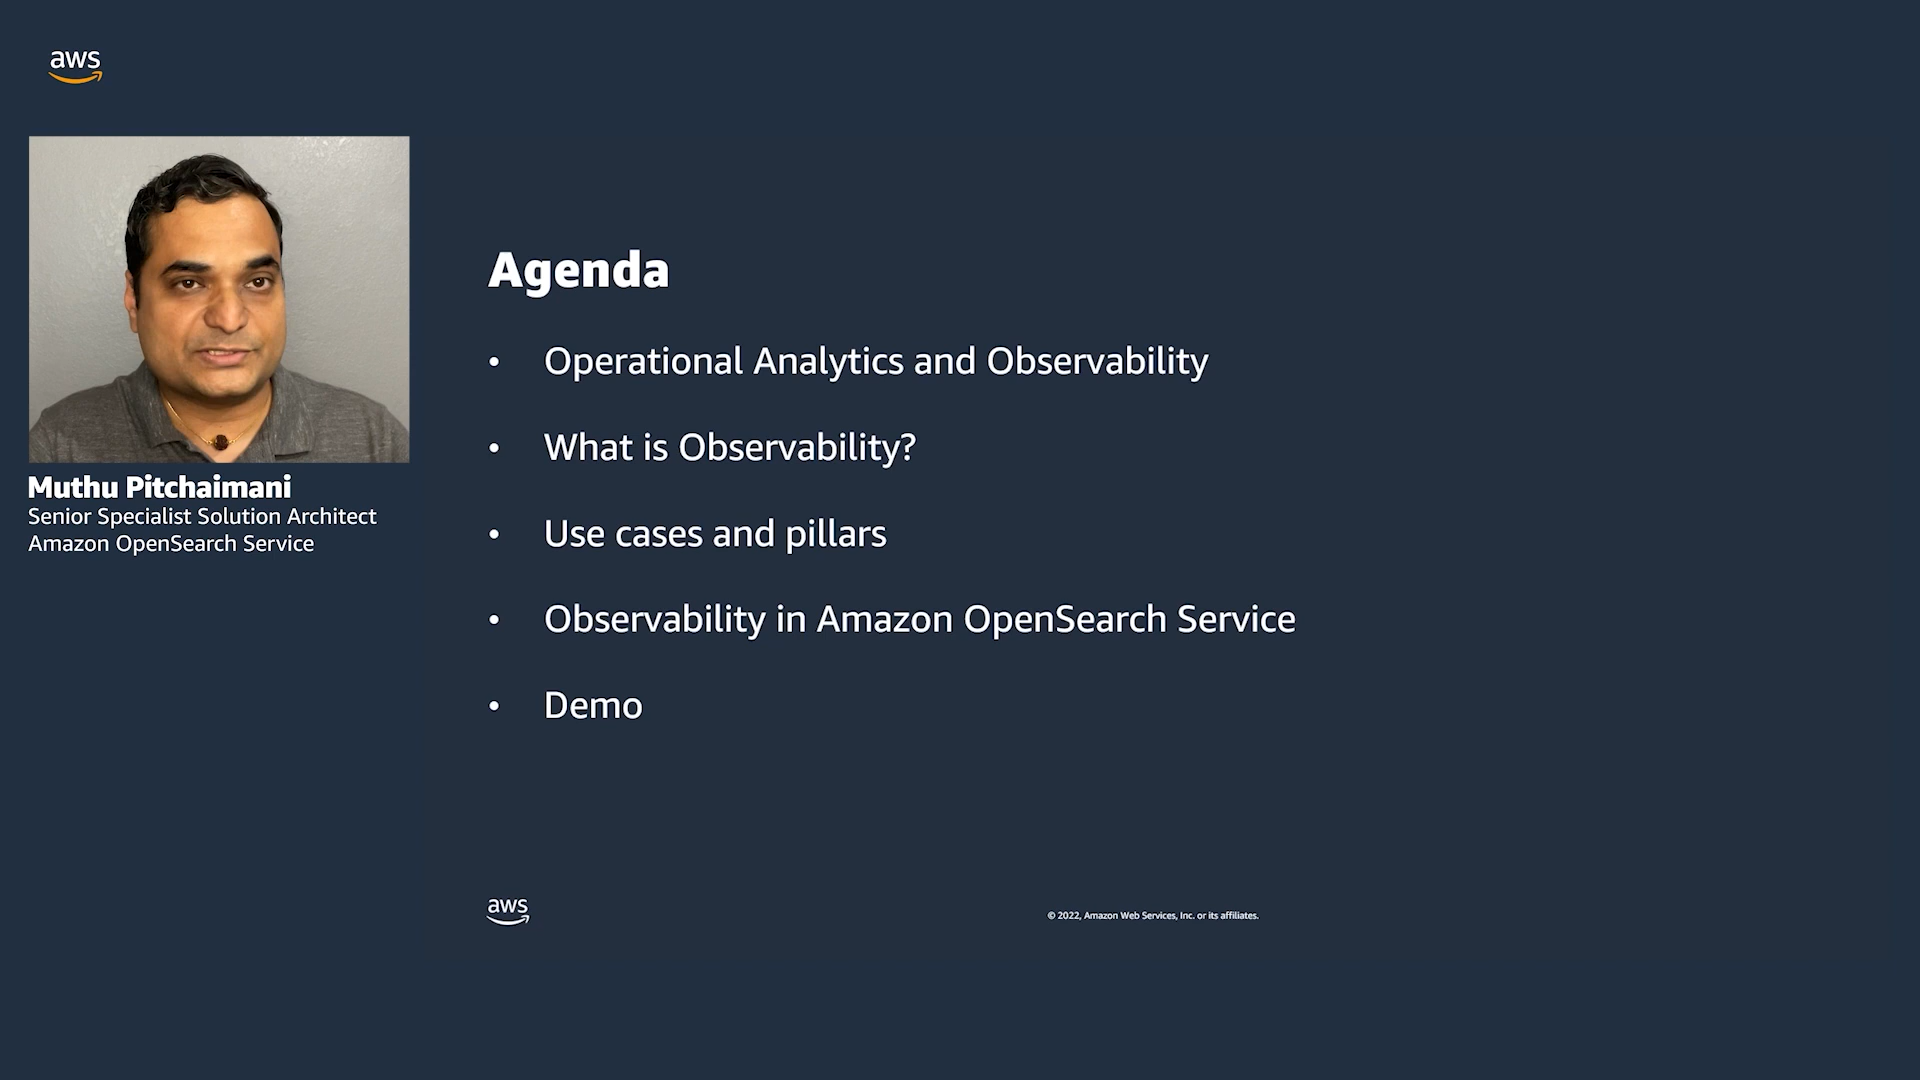 aws
Muthu Pitchaimani
Senior Specialist Solution Architect
Amazon OpenSearch Service
Agenda
• Operational Analytics and Observability
• What is Observability?
• Use cases and pillars
• Observability in Amazon OpenSearch Service
• Demo
aws
© 2022, Amazon Web Services, Inc. or its affiliates.